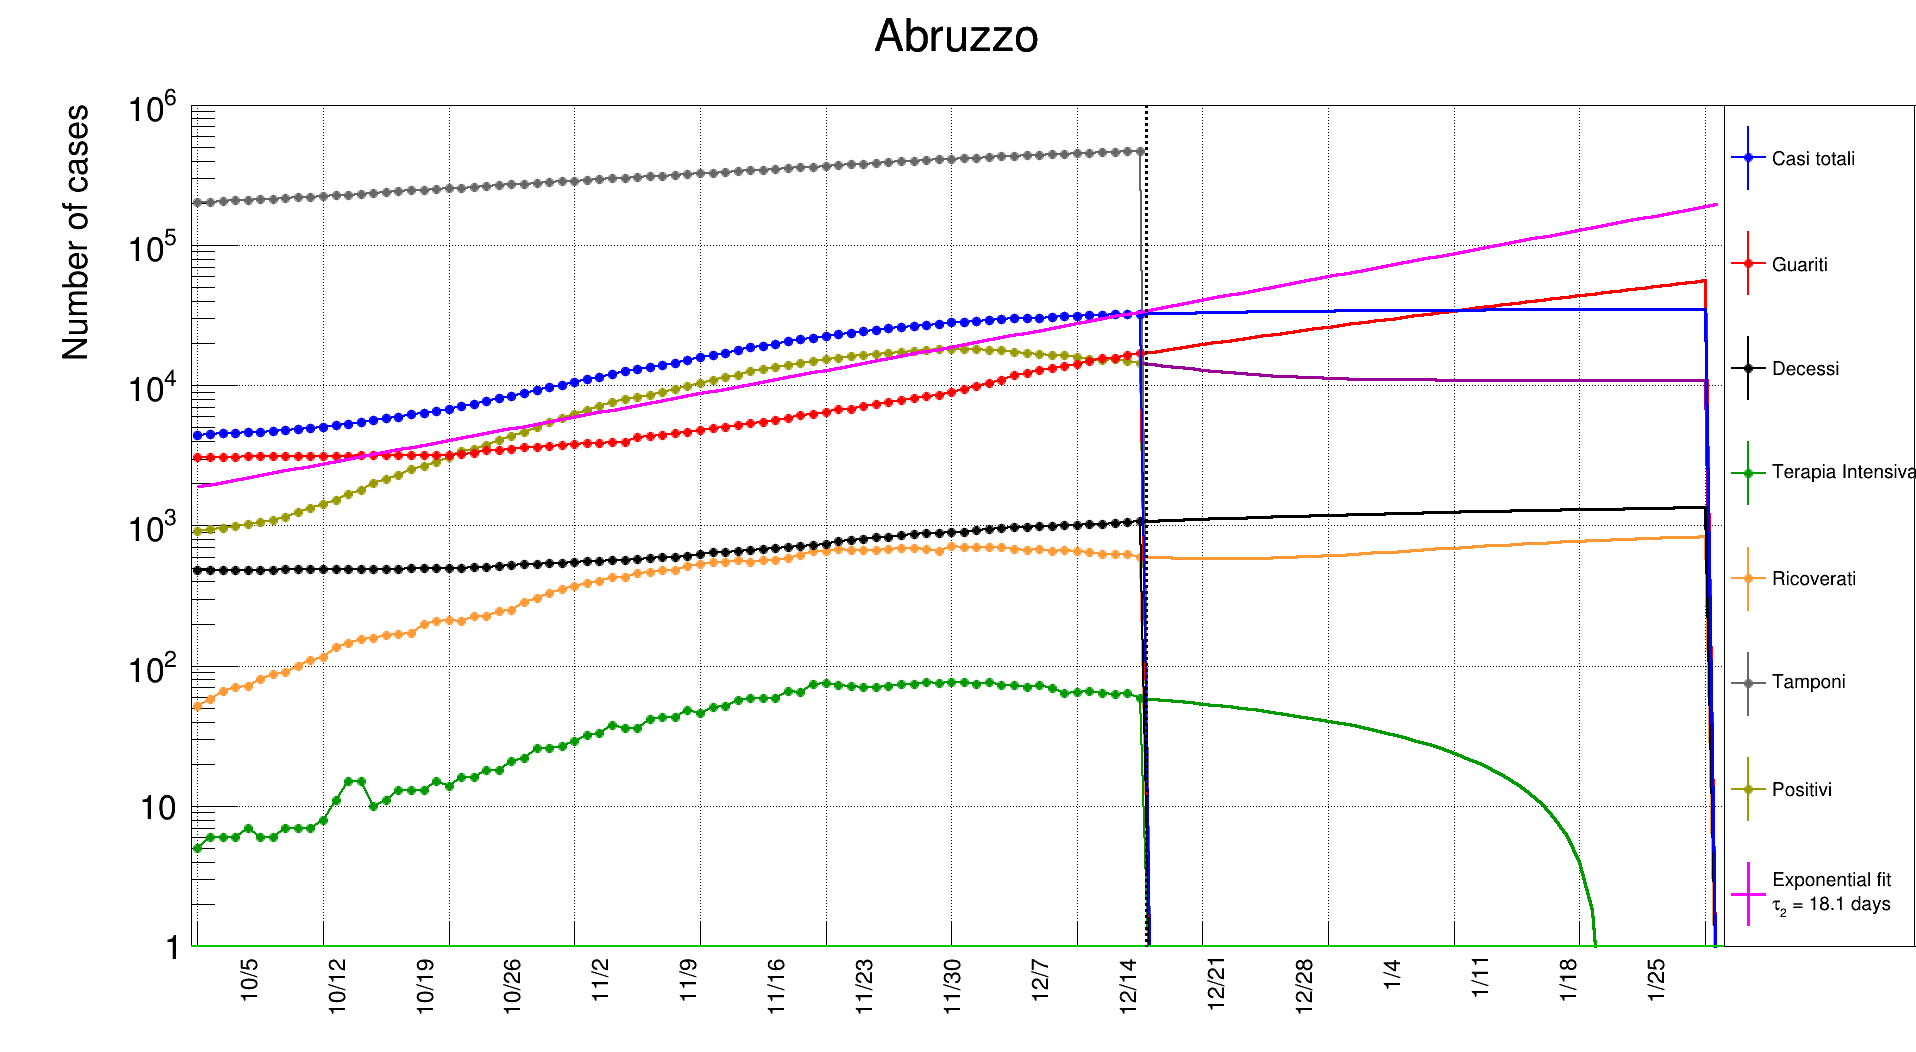 Abruzzo
Number of cases
10^6
10^5
10^4
10^3
10^2
10
1
10/5
10/12
10/19
10/26
11/2
11/9
11/16
11/23
11/30
12/7
12/14
12/21
12/28
1/4
1/11
1/18
1/25
Casi totali
Guariti
Decessi
Terapia Intensiva
Ricoverati
Tamponi
Positivi
Exponential fit
τ₂ = 18.1 days